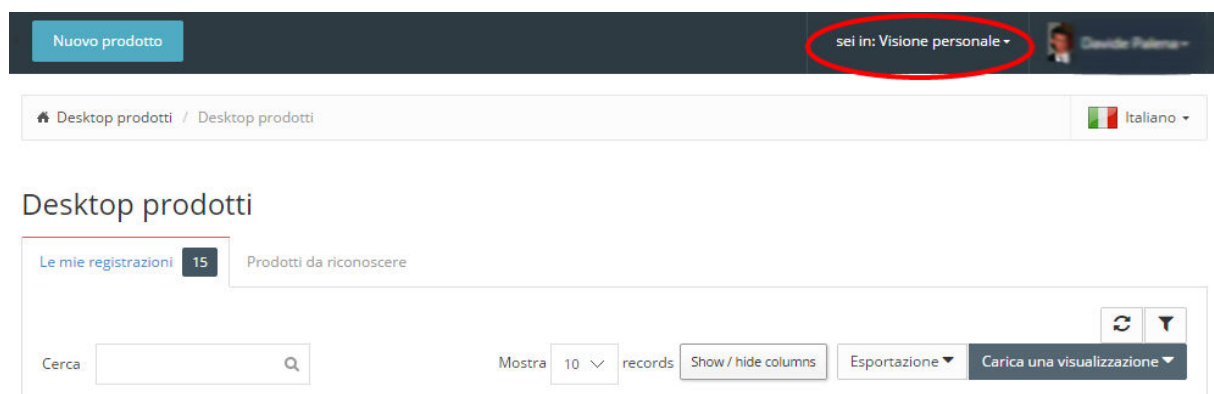 Nuovo prodotto
sei in: Visione personale
Desktop prodotti / Desktop prodotti
Italiano
Desktop prodotti
Le mie registrazioni 15
Prodotti da riconoscere
Cerca
Mostra 10 records
Show / hide columns
Esportazione
Carica una visualizzazione